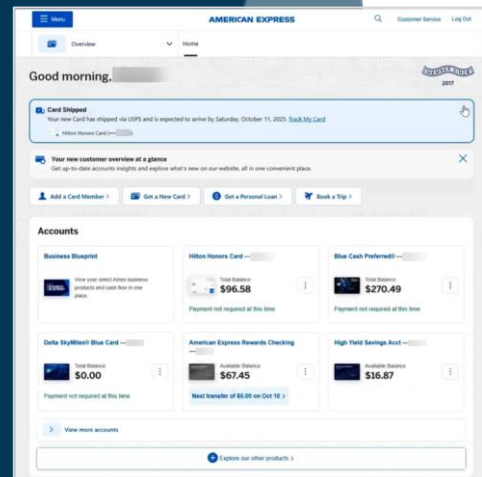 Menu
AMERICAN EXPRESS
Customer Service Log Out
Overview Home
Good morning,
MEMBER SINCE
2017
Card Shipped
Your new Card has shipped via USPS and is expected to arrive by Saturday, October 11, 2025. Track My Card
Hilton Honors Card (—
Your new customer overview at a glance
Get up-to-date accounts insights and explore what's new on our website, all in one convenient place.
Add a Card Member > Get a New Card > Get a Personal Loan > Book a Trip >
Accounts
Business Blueprint
View your select Amex business
products and cash flow in one
place.
Hilton Honors Card —
Total Balance
$96.58
Payment not required at this time
Blue Cash Preferred® —
Total Balance
$270.49
Payment not required at this time
Delta SkyMiles® Blue Card —
Total Balance
$0.00
Payment not required at this time
American Express Rewards Checking
—
Available Balance
$67.45
Next transfer of $5.00 on Oct 10 >
High Yield Savings Acct —
Available Balance
$16.87
View more accounts
Explore our other products >